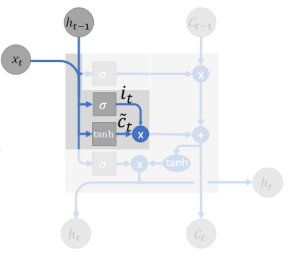 h_{t-1} C_{t-1}
x_t
σ x
σ i_t
tanh C̃_t x +
σ x tanh
h_t
h_t C_t